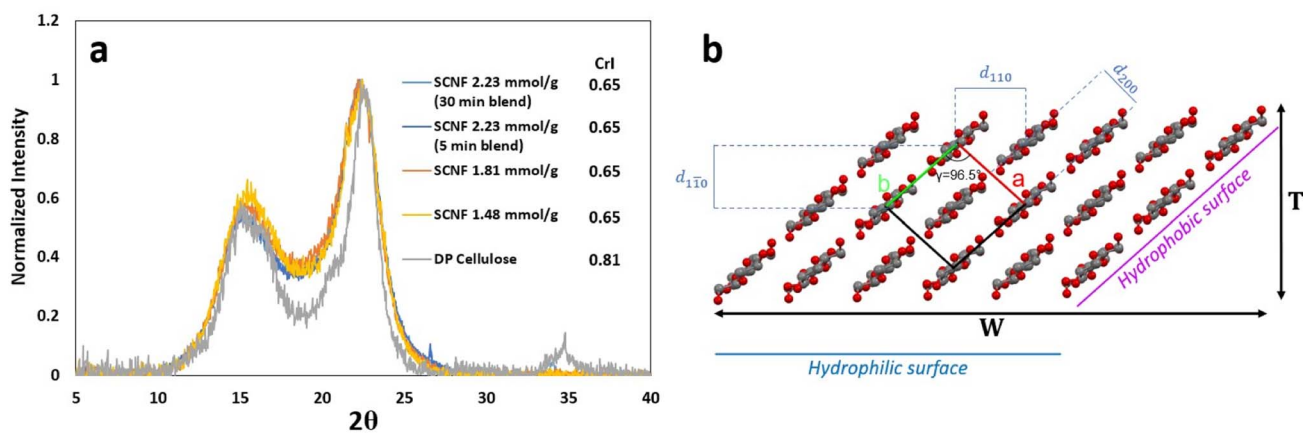 a
1.2
1
0.8
0.6
0.4
0.2
0
Normalized Intensity
5 10 15 20 25 30 35 40
2θ
CrI
SCNF 2.23 mmol/g 0.65
(30 min blend)
SCNF 2.23 mmol/g 0.65
(5 min blend)
SCNF 1.81 mmol/g 0.65
SCNF 1.48 mmol/g 0.65
DP Cellulose 0.81
b
d110
d200
d11̅0
γ=96.5°
b
a
T
Hydrophobic surface
W
Hydrophilic surface